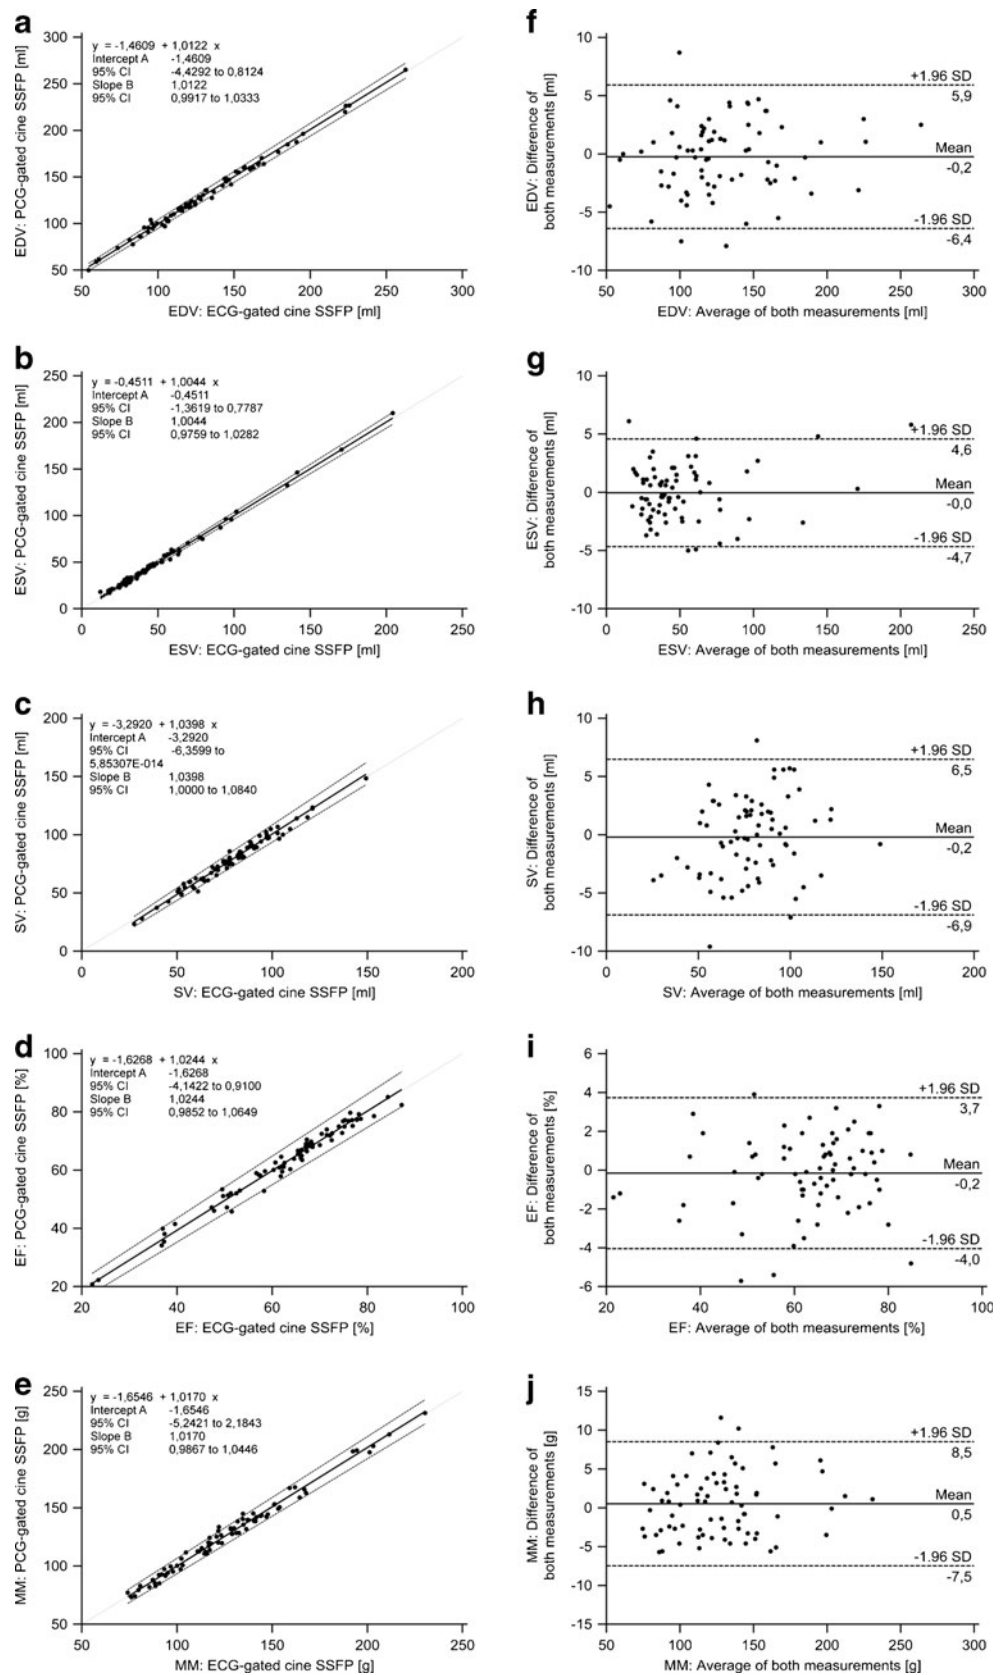 a
y = -1,4609 + 1,0122 x
Intercept A -1,4609
95% CI -4,4292 to 0,8124
Slope B 1,0122
95% CI 0,9917 to 1,0333
300
250
200
150
100
50
50 100 150 200 250 300
EDV: PCG-gated cine SSFP [ml]
EDV: ECG-gated cine SSFP [ml]
f
10
5
0
-5
-10
50 100 150 200 250 300
+1.96 SD
5,9
Mean
-0,2
-1.96 SD
-6,4
EDV: Difference of
both measurements [ml]
EDV: Average of both measurements [ml]
b
y = -0,4511 + 1,0044 x
Intercept A -0,4511
95% CI -1,3619 to 0,7787
Slope B 1,0044
95% CI 0,9759 to 1,0282
250
200
150
100
50
0
0 50 100 150 200 250
ESV: PCG-gated cine SSFP [ml]
ESV: ECG-gated cine SSFP [ml]
g
10
5
0
-5
-10
0 50 100 150 200 250
+1.96 SD
4,6
Mean
-0,0
-1.96 SD
-4,7
ESV: Difference of
both measurements [ml]
ESV: Average of both measurements [ml]
c
y = -3,2920 + 1,0398 x
Intercept A -3,2920
95% CI -6,3599 to
5,85307E-014
Slope B 1,0398
95% CI 1,0000 to 1,0840
200
150
100
50
0
0 50 100 150 200
SV: PCG-gated cine SSFP [ml]
SV: ECG-gated cine SSFP [ml]
h
10
5
0
-5
-10
0 50 100 150 200
+1.96 SD
6,5
Mean
-0,2
-1.96 SD
-6,9
SV: Difference of
both measurements [ml]
SV: Average of both measurements [ml]
d
y = -1,6268 + 1,0244 x
Intercept A -1,6268
95% CI -4,1422 to 0,9100
Slope B 1,0244
95% CI 0,9852 to 1,0649
100
80
60
40
20
20 40 60 80 100
EF: PCG-gated cine SSFP [%]
EF: ECG-gated cine SSFP [%]
i
6
4
2
0
-2
-4
-6
20 40 60 80 100
+1.96 SD
3,7
Mean
-0,2
-1.96 SD
-4,0
EF: Difference of
both measurements [%]
EF: Average of both measurements [%]
e
y = -1,6546 + 1,0170 x
Intercept A -1,6546
95% CI -5,2421 to 2,1843
Slope B 1,0170
95% CI 0,9867 to 1,0446
250
200
150
100
50
50 100 150 200 250
MM: PCG-gated cine SSFP [g]
MM: ECG-gated cine SSFP [g]
j
15
10
5
0
-5
-10
-15
50 100 150 200 250 300
+1.96 SD
8,5
Mean
0,5
-1.96 SD
-7,5
MM: Difference of
both measurements [g]
MM: Average of both measurements [g]